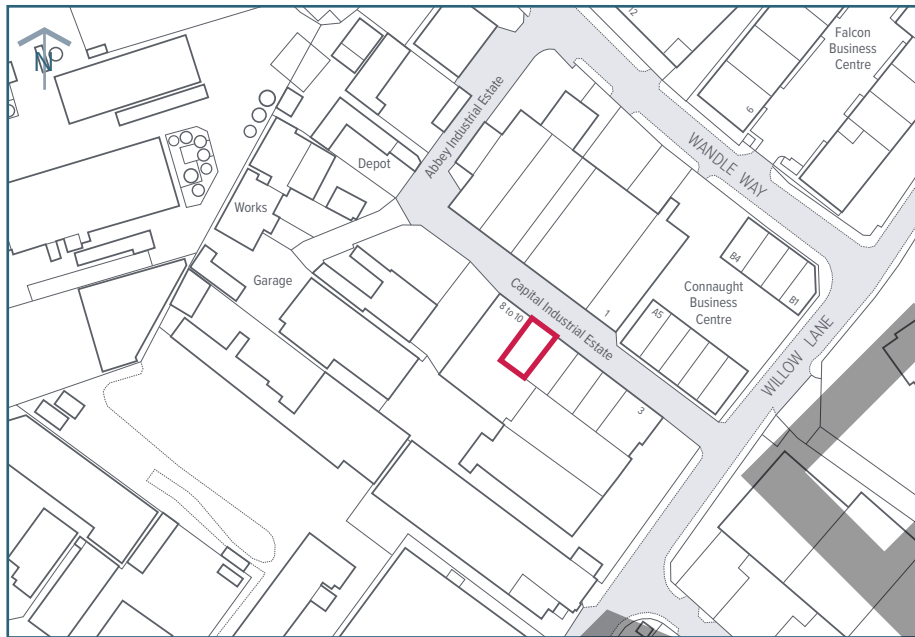 N
12
Falcon
Business
Centre
6
Abbey Industrial Estate
WANDLE WAY
Depot
Works
Garage
B4
B1
Connaught
Business
Centre
Capital Industrial Estate
8 to 10
1
A5
3
WILLOW LANE